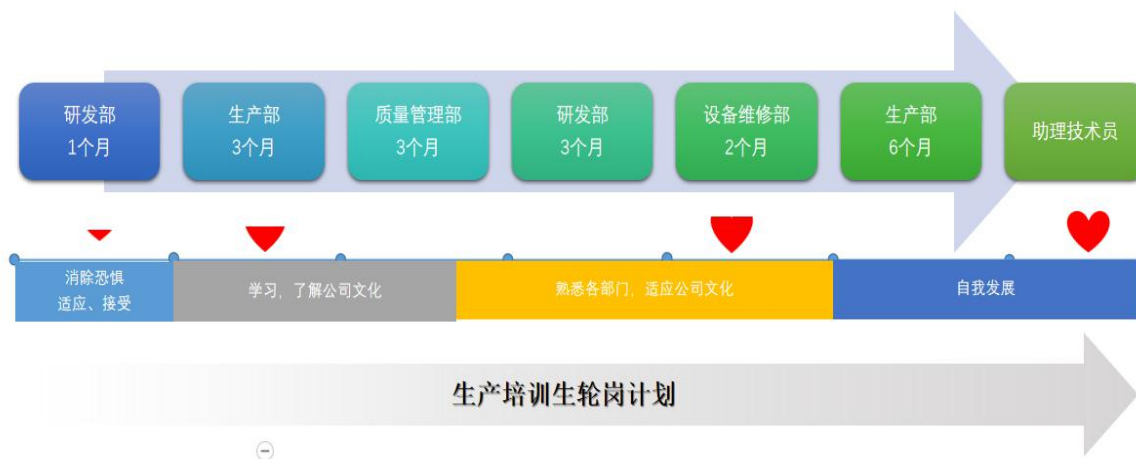 研发部
1个月
生产部
3个月
质量管理部
3个月
研发部
3个月
设备维修部
2个月
生产部
6个月
助理技术员
消除恐惧
适应、接受
学习，了解公司文化
熟悉各部门，适应公司文化
自我发展
生产培训生轮岗计划